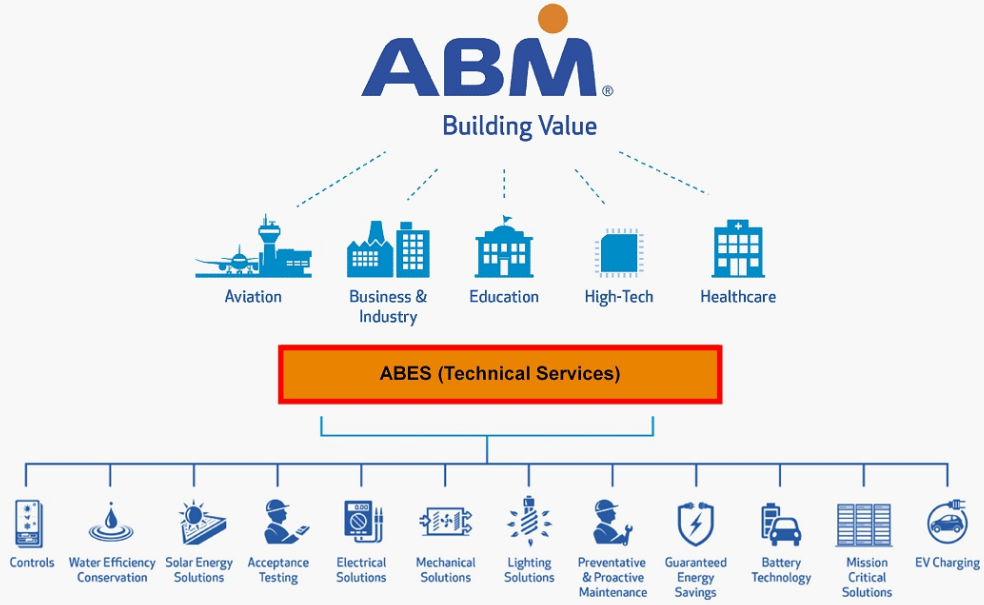 ABM®
Building Value
Aviation
Business &
Industry
Education
High-Tech
Healthcare
ABES (Technical Services)
Controls
Water Efficiency
Conservation
Solar Energy
Solutions
Acceptance
Testing
0.00
Electrical
Solutions
Mechanical
Solutions
Lighting
Solutions
Preventative
& Proactive
Maintenance
Guaranteed
Energy
Savings
Battery
Technology
Mission
Critical
Solutions
EV Charging